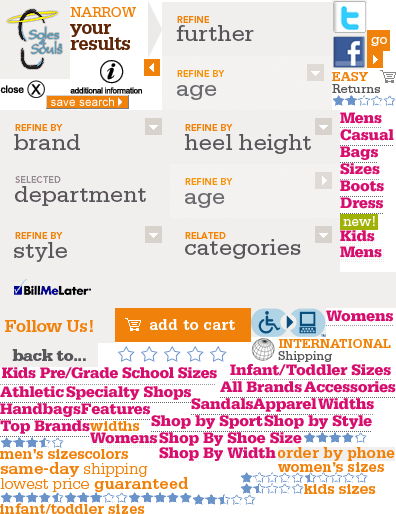 Soles
Souls
NARROW
your
results
REFINE
further
go
close X
additional information
save search
REFINE BY
age
EASY
Returns
REFINE BY
brand
REFINE BY
heel height
Mens
Casual
Bags
Sizes
Boots
Dress
new!
Kids
Mens
SELECTED
department
REFINE BY
age
REFINE BY
style
RELATED
categories
BillMeLater
Follow Us!
add to cart
Womens
back to...
INTERNATIONAL
Shipping
Kids Pre/Grade School Sizes
Infant/Toddler Sizes
Athletic Specialty Shops
All Brands Accessories
Handbags Features
Sandals Apparel Widths
Top Brands widths
Shop by Sport Shop by Style
Womens Shop By Shoe Size
men's sizes colors
Shop By Width order by phone
same-day shipping
women's sizes
lowest price guaranteed
kids sizes
infant/toddler sizes